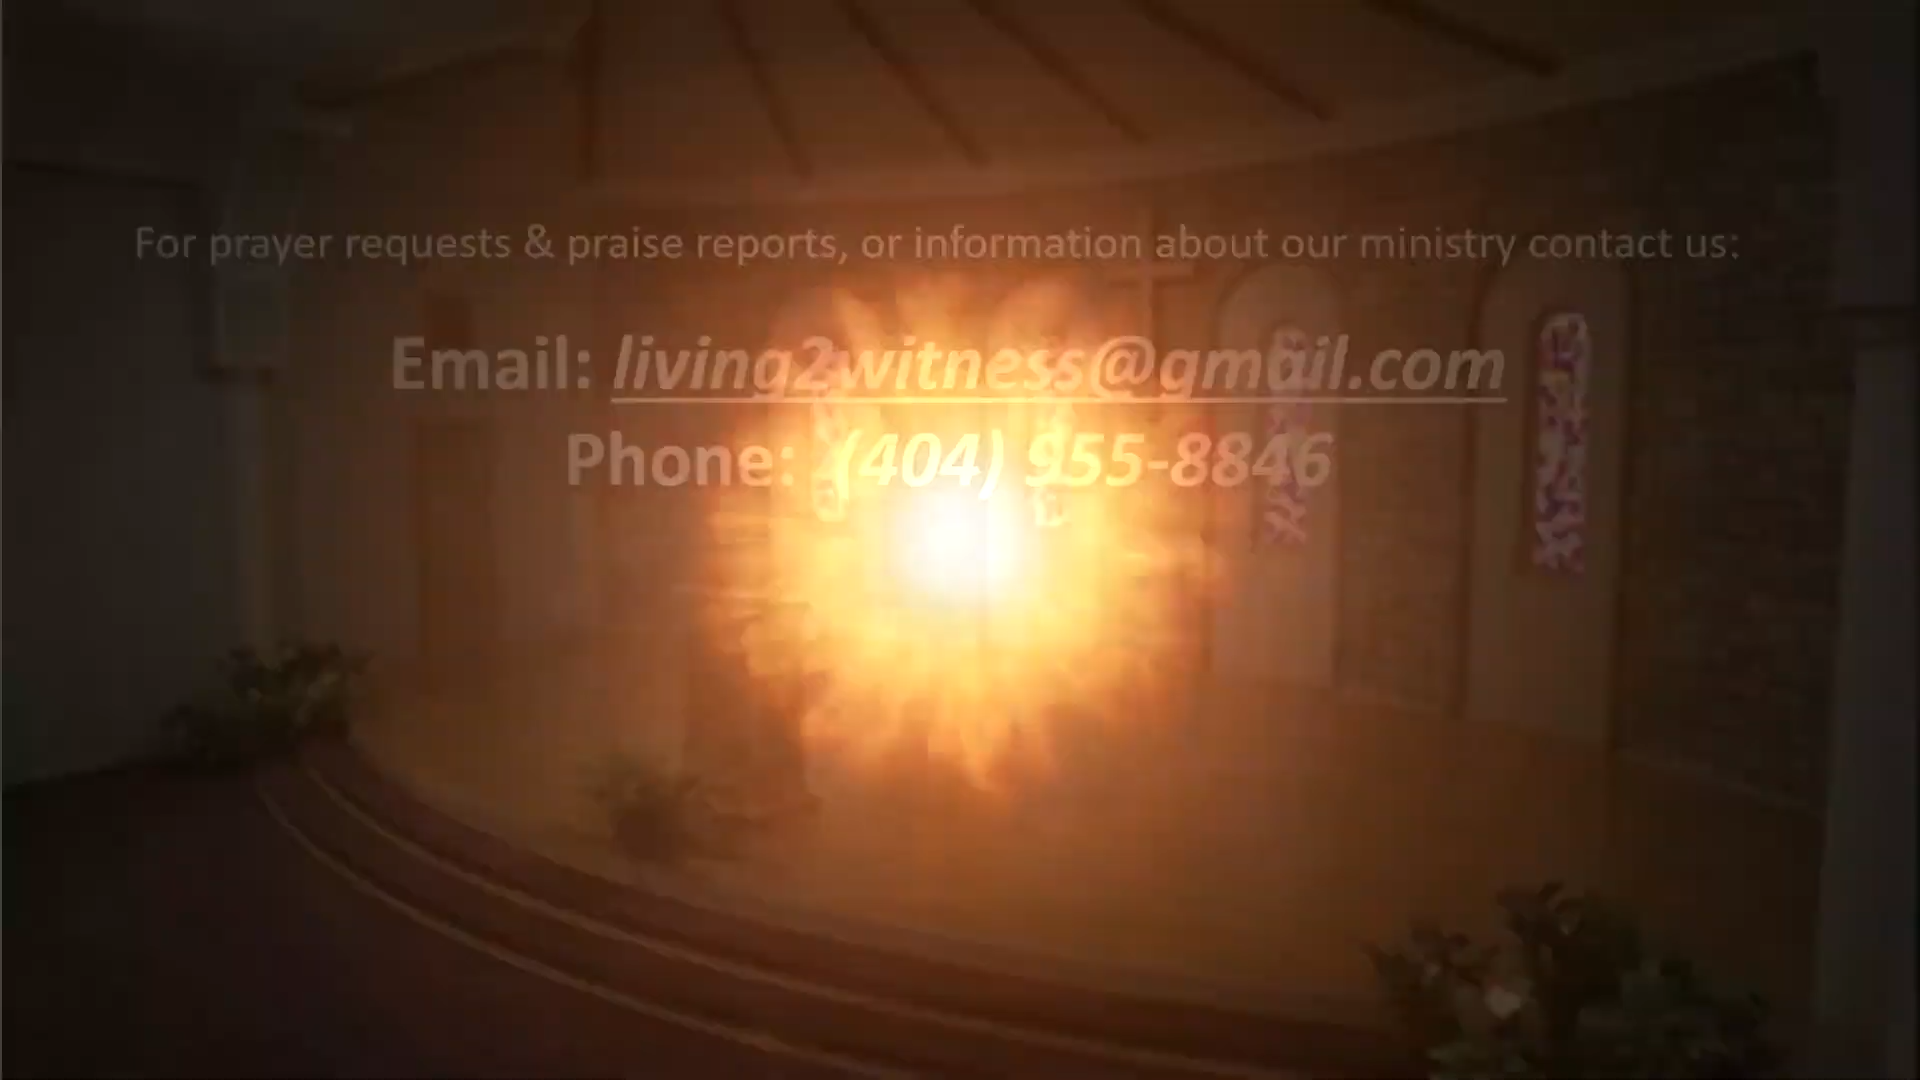 For prayer requests & praise reports, or information about our ministry contact us:
Email: living2witness@gmail.com
Phone: (404) 955-8846